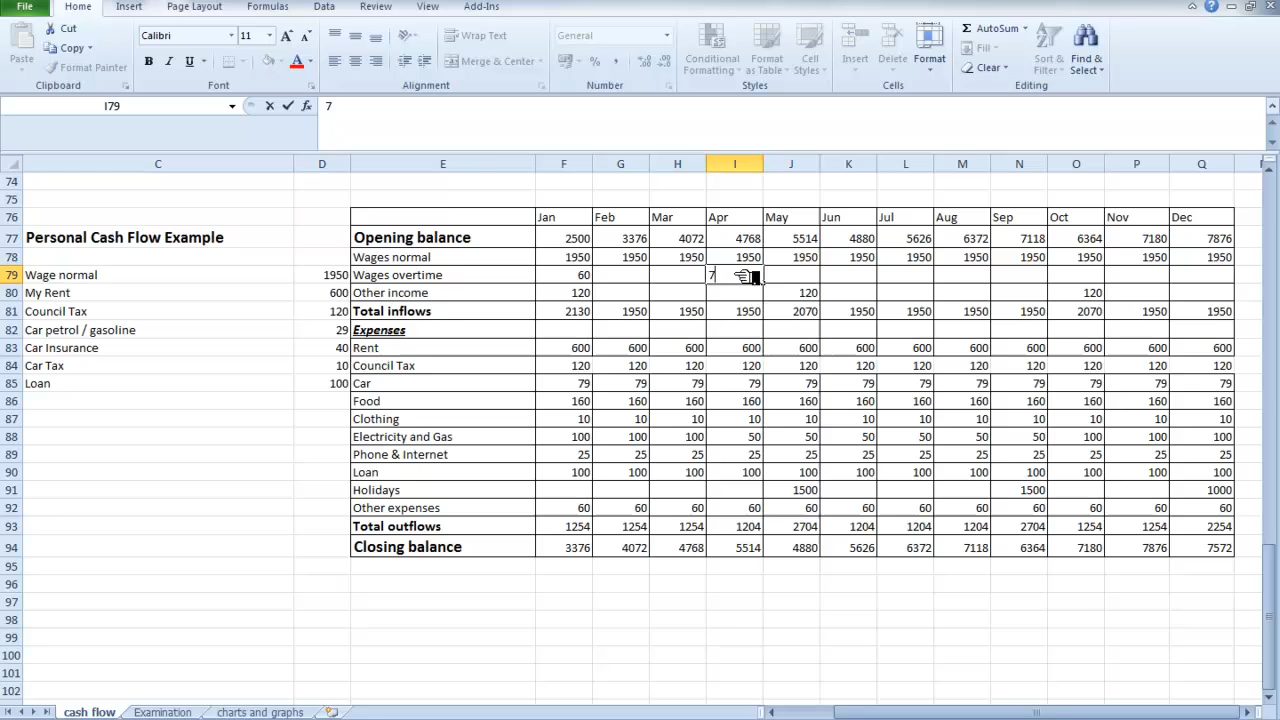 File Home Insert Page Layout Formulas Data Review View Add-Ins
Cut Calibri 11 A A Wrap Text General AutoSum
Copy Fill
Paste Format Painter B I U A Merge & Center % , Conditional Formatting Format as Table Cell Styles Insert Delete Format Clear Sort & Filter Find & Select
Clipboard Font Alignment Number Styles Cells Editing
I79 fx 7
C D E F G H I J K L M N O P Q
74
75
76 Jan Feb Mar Apr May Jun Jul Aug Sep Oct Nov Dec
77 Personal Cash Flow Example Opening balance 2500 3376 4072 4768 5514 4880 5626 6372 7118 6364 7180 7876
78 Wages normal 1950 1950 1950 1950 1950 1950 1950 1950 1950 1950 1950 1950
79 Wage normal 1950 Wages overtime 60 7
80 My Rent 600 Other income 120 120 120
81 Council Tax 120 Total inflows 2130 1950 1950 1950 2070 1950 1950 1950 1950 2070 1950 1950
82 Car petrol / gasoline 29 Expenses
83 Car Insurance 40 Rent 600 600 600 600 600 600 600 600 600 600 600 600
84 Car Tax 10 Council Tax 120 120 120 120 120 120 120 120 120 120 120 120
85 Loan 100 Car 79 79 79 79 79 79 79 79 79 79 79 79
86 Food 160 160 160 160 160 160 160 160 160 160 160 160
87 Clothing 10 10 10 10 10 10 10 10 10 10 10 10
88 Electricity and Gas 100 100 100 50 50 50 50 50 50 100 100 100
89 Phone & Internet 25 25 25 25 25 25 25 25 25 25 25 25
90 Loan 100 100 100 100 100 100 100 100 100 100 100 100
91 Holidays 1500 1500 1000
92 Other expenses 60 60 60 60 60 60 60 60 60 60 60 60
93 Total outflows 1254 1254 1254 1204 2704 1204 1204 1204 2704 1254 1254 2254
94 Closing balance 3376 4072 4768 5514 4880 5626 6372 7118 6364 7180 7876 7572
95
96
97
98
99
100
101
102
cash flow Examination charts and graphs